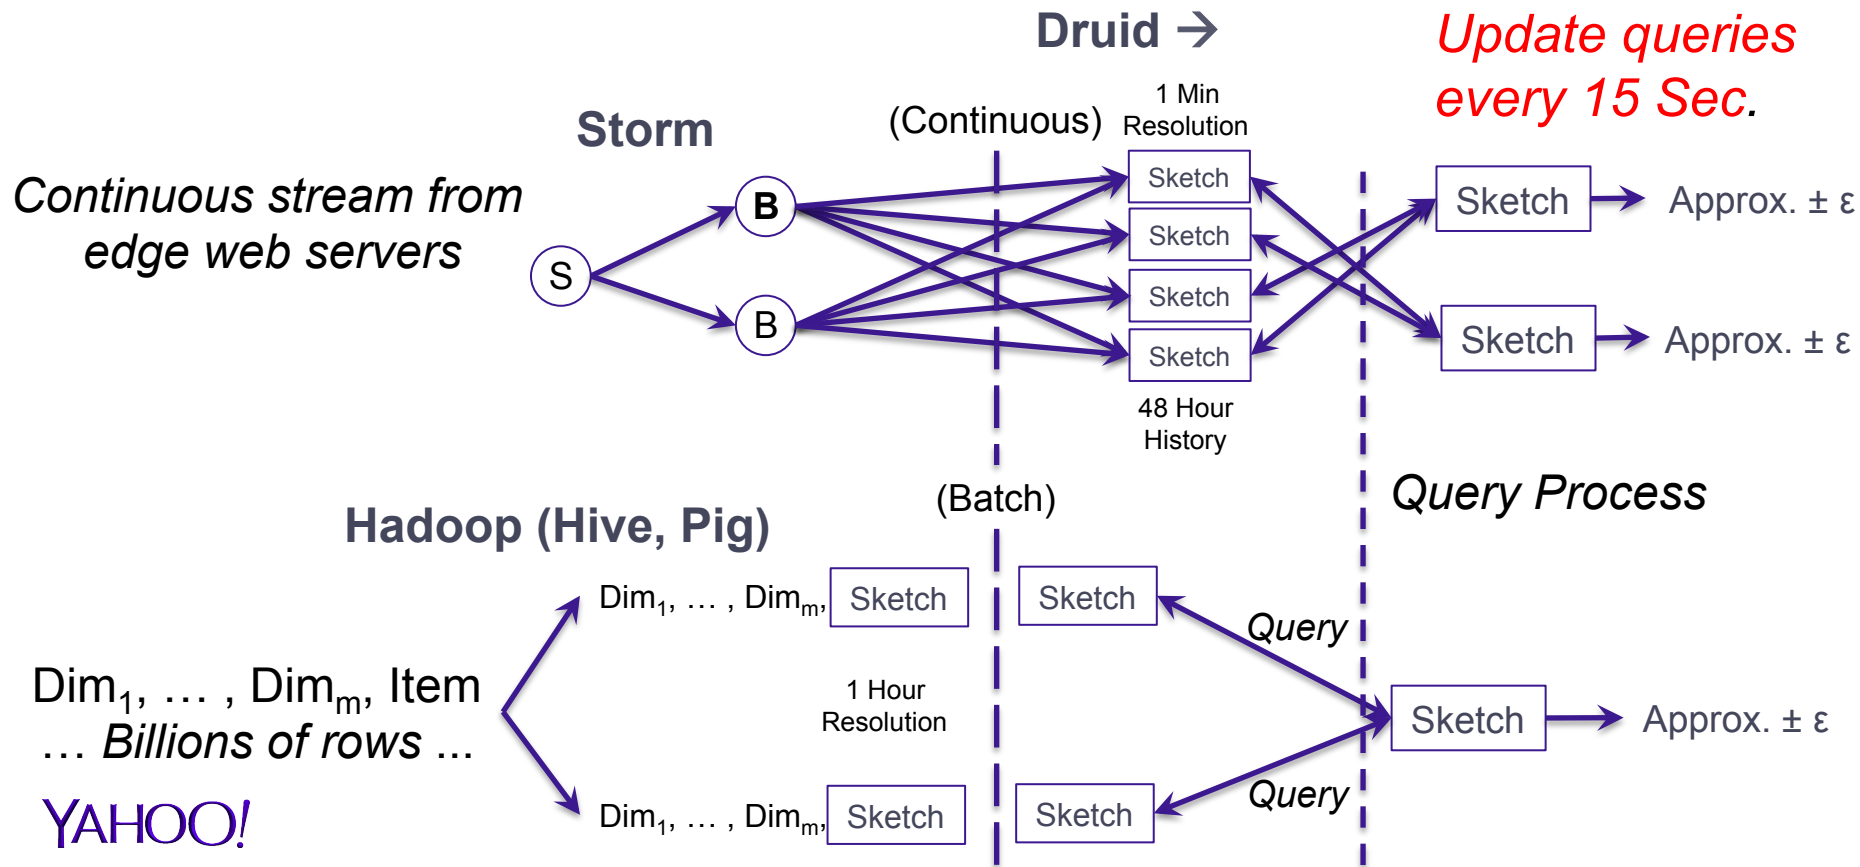 Druid →
Update queries
every 15 Sec.
Storm
(Continuous)
1 Min
Resolution
Continuous stream from
edge web servers
S
B
B
Sketch
Sketch
Sketch
Sketch
48 Hour
History
Sketch
Approx. ± ε
Sketch
Approx. ± ε
(Batch)
Query Process
Hadoop (Hive, Pig)
Dim₁, … , Dimₘ, Item
… Billions of rows ...
Dim₁, … , Dimₘ, Sketch
1 Hour
Resolution
Dim₁, … , Dimₘ, Sketch
Sketch
Sketch
Query
Query
Sketch
Approx. ± ε
YAHOO!